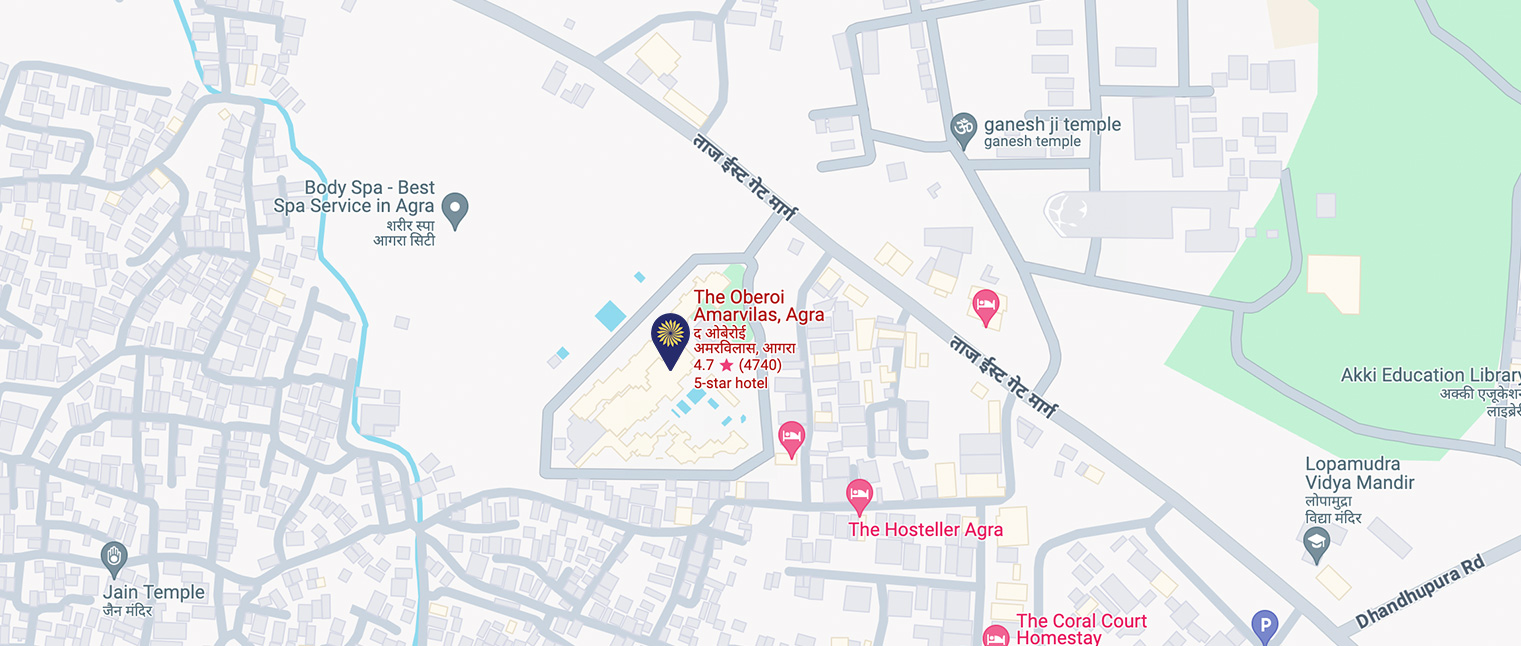 ताज ईस्ट गेट मार्ग
ganesh ji temple
ganesh temple
Body Spa - Best
Spa Service in Agra
शरीर स्पा
आगरा सिटी
The Oberoi
Amarvilas, Agra
द ओबेरोई
अमरविलास, आगरा
4.7 ★ (4740)
5-star hotel
ताज ईस्ट गेट मार्ग
Akki Education Library
अक्की एजूकेशन
लाइब्रेरी
Lopamudra
Vidya Mandir
लोपामुद्रा
विद्या मंदिर
The Hosteller Agra
Jain Temple
जैन मंदिर
Dhandhupura Rd
The Coral Court
Homestay
P